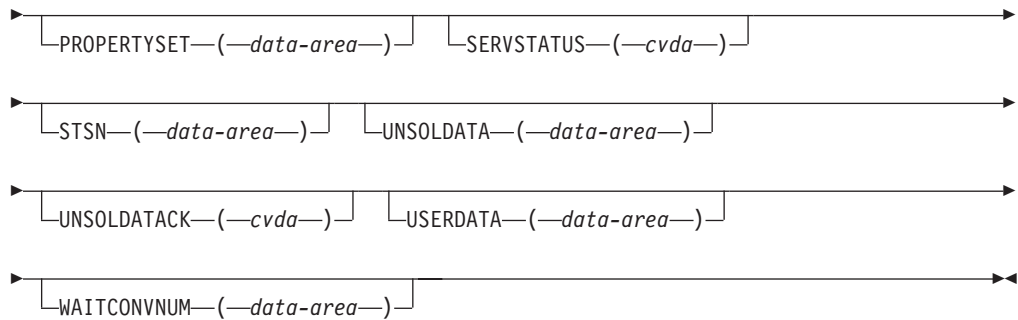 PROPERTYSET(data-area) SERVSTATUS(cvda)
STSN(data-area) UNSOLDATA(data-area)
UNSOLDATACK(cvda) USERDATA(data-area)
WAITCONVNUM(data-area)